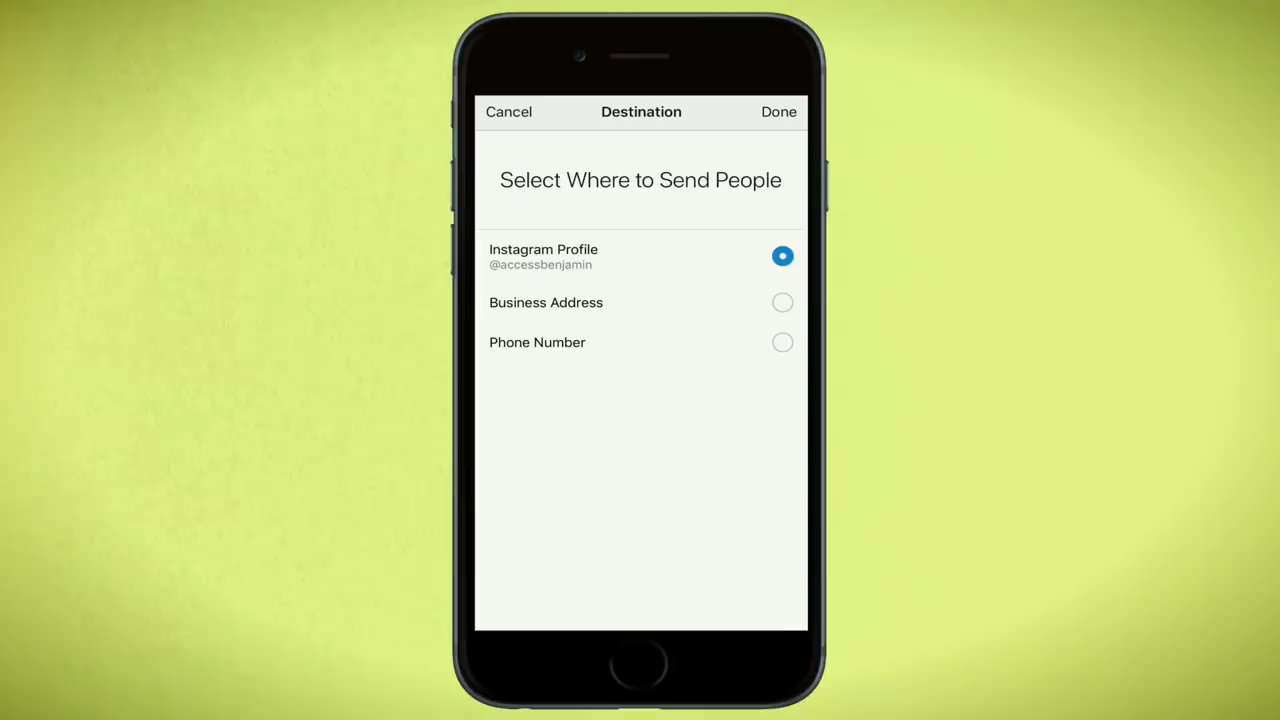 Cancel Destination Done
Select Where to Send People
Instagram Profile
@accessbenjamin
Business Address
Phone Number